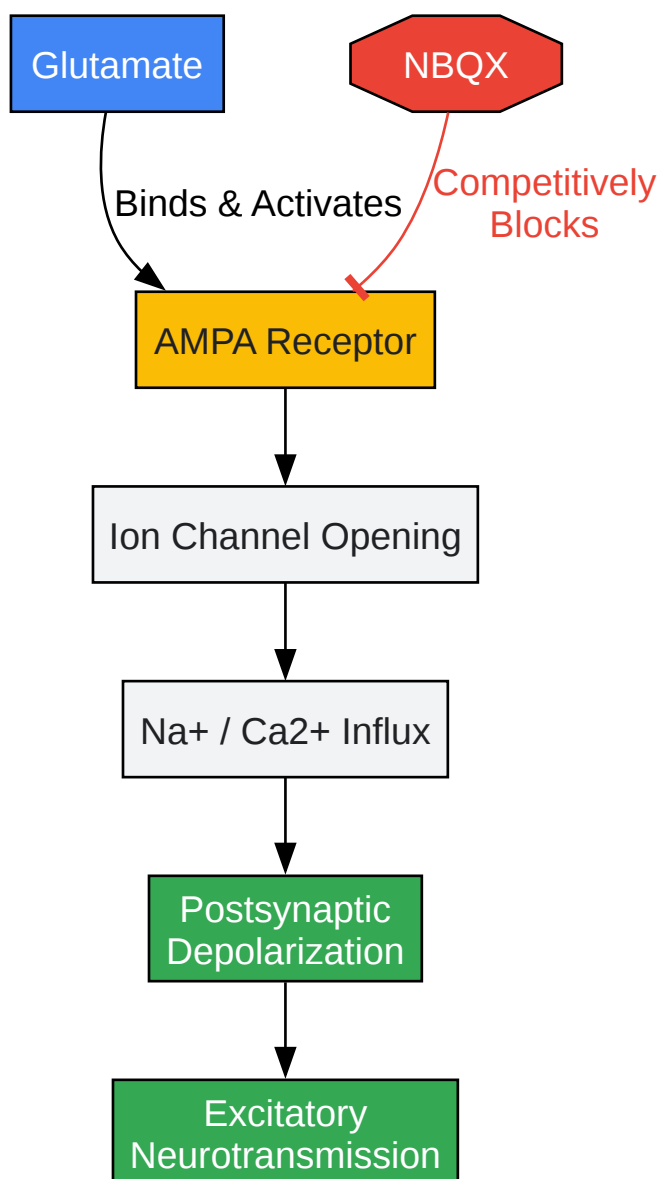 Glutamate
NBQX
Binds & Activates
Competitively
Blocks
AMPA Receptor
Ion Channel Opening
Na+ / Ca2+ Influx
Postsynaptic
Depolarization
Excitatory
Neurotransmission